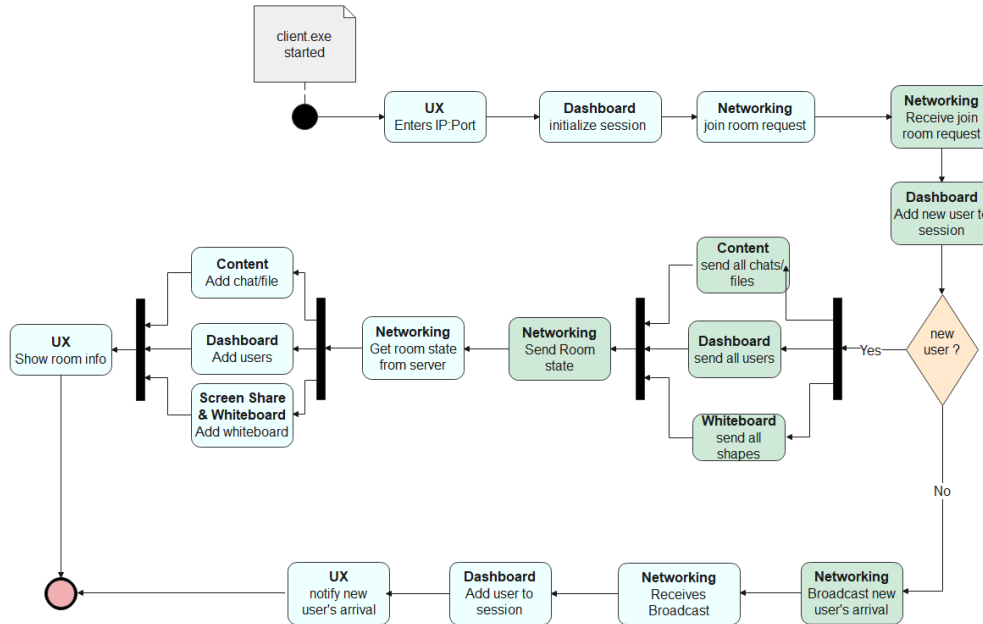 client.exe
started
UX
Enters IP:Port
Dashboard
initialize session
Networking
join room request
Networking
Receive join
room request
Dashboard
Add new user to
session
new
user ?
Yes
No
Content
send all chats/
files
Dashboard
send all users
Whiteboard
send all
shapes
Networking
Send Room
state
Networking
Get room state
from server
Content
Add chat/file
Dashboard
Add users
Screen Share
& Whiteboard
Add whiteboard
UX
Show room info
Networking
Broadcast new
user's arrival
Networking
Receives
Broadcast
Dashboard
Add user to
session
UX
notify new
user's arrival